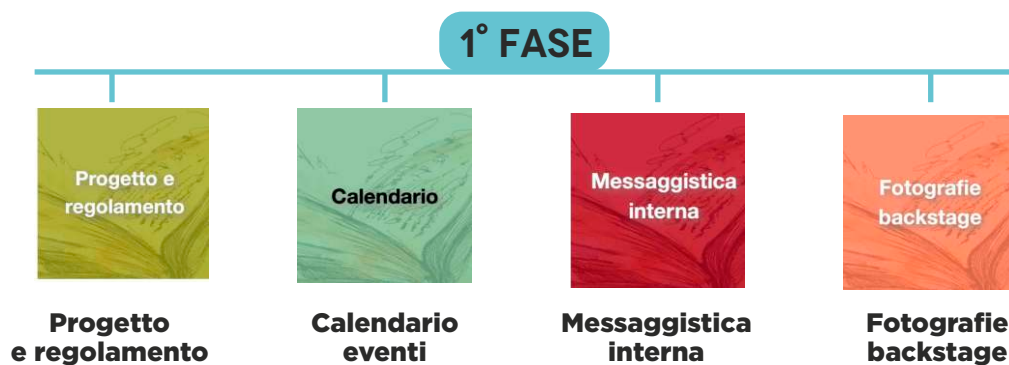 1° FASE
Progetto e
regolamento
Calendario
Messaggistica
interna
Fotografie
backstage
Progetto
e regolamento
Calendario
eventi
Messaggistica
interna
Fotografie
backstage